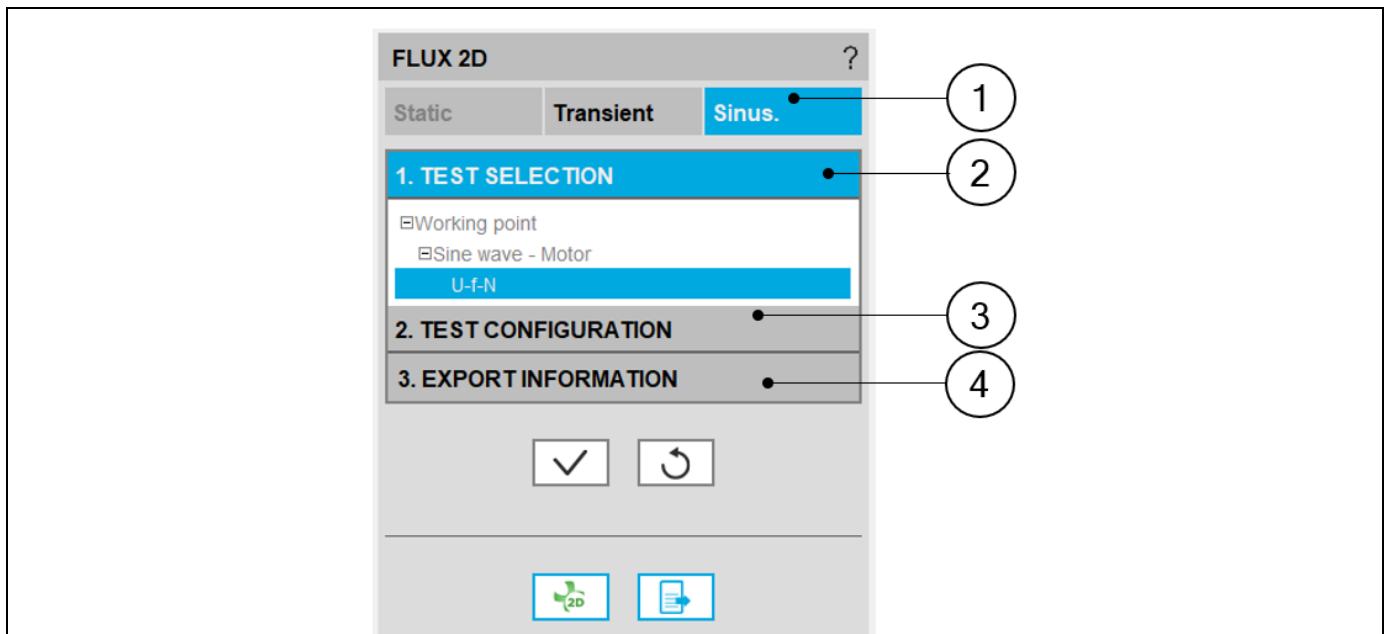 FLUX 2D ?
Static Transient Sinus. 1
1. TEST SELECTION 2
Working point
Sine wave - Motor
U-f-N
3
2. TEST CONFIGURATION
3. EXPORT INFORMATION 4
2D